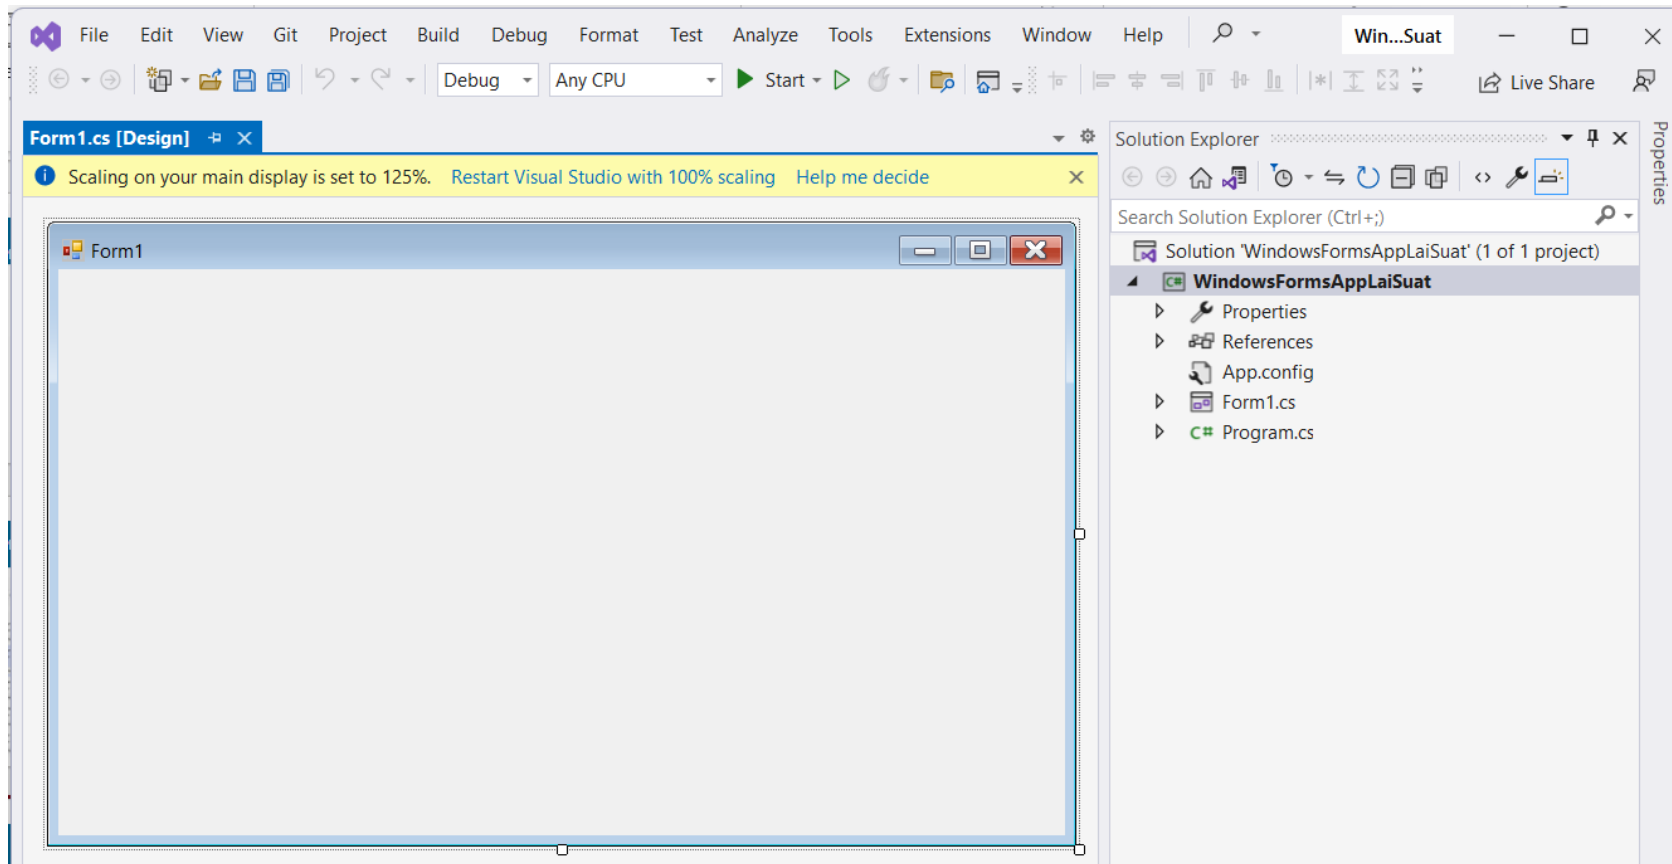 File Edit View Git Project Build Debug Format Test Analyze Tools Extensions Window Help Win...Suat
Debug Any CPU Start Live Share
Form1.cs [Design]
Scaling on your main display is set to 125%. Restart Visual Studio with 100% scaling Help me decide
Form1
Solution Explorer
Search Solution Explorer (Ctrl+;)
Solution 'WindowsFormsAppLaiSuat' (1 of 1 project)
C# WindowsFormsAppLaiSuat
Properties
References
App.config
Form1.cs
C# Program.cs
Properties